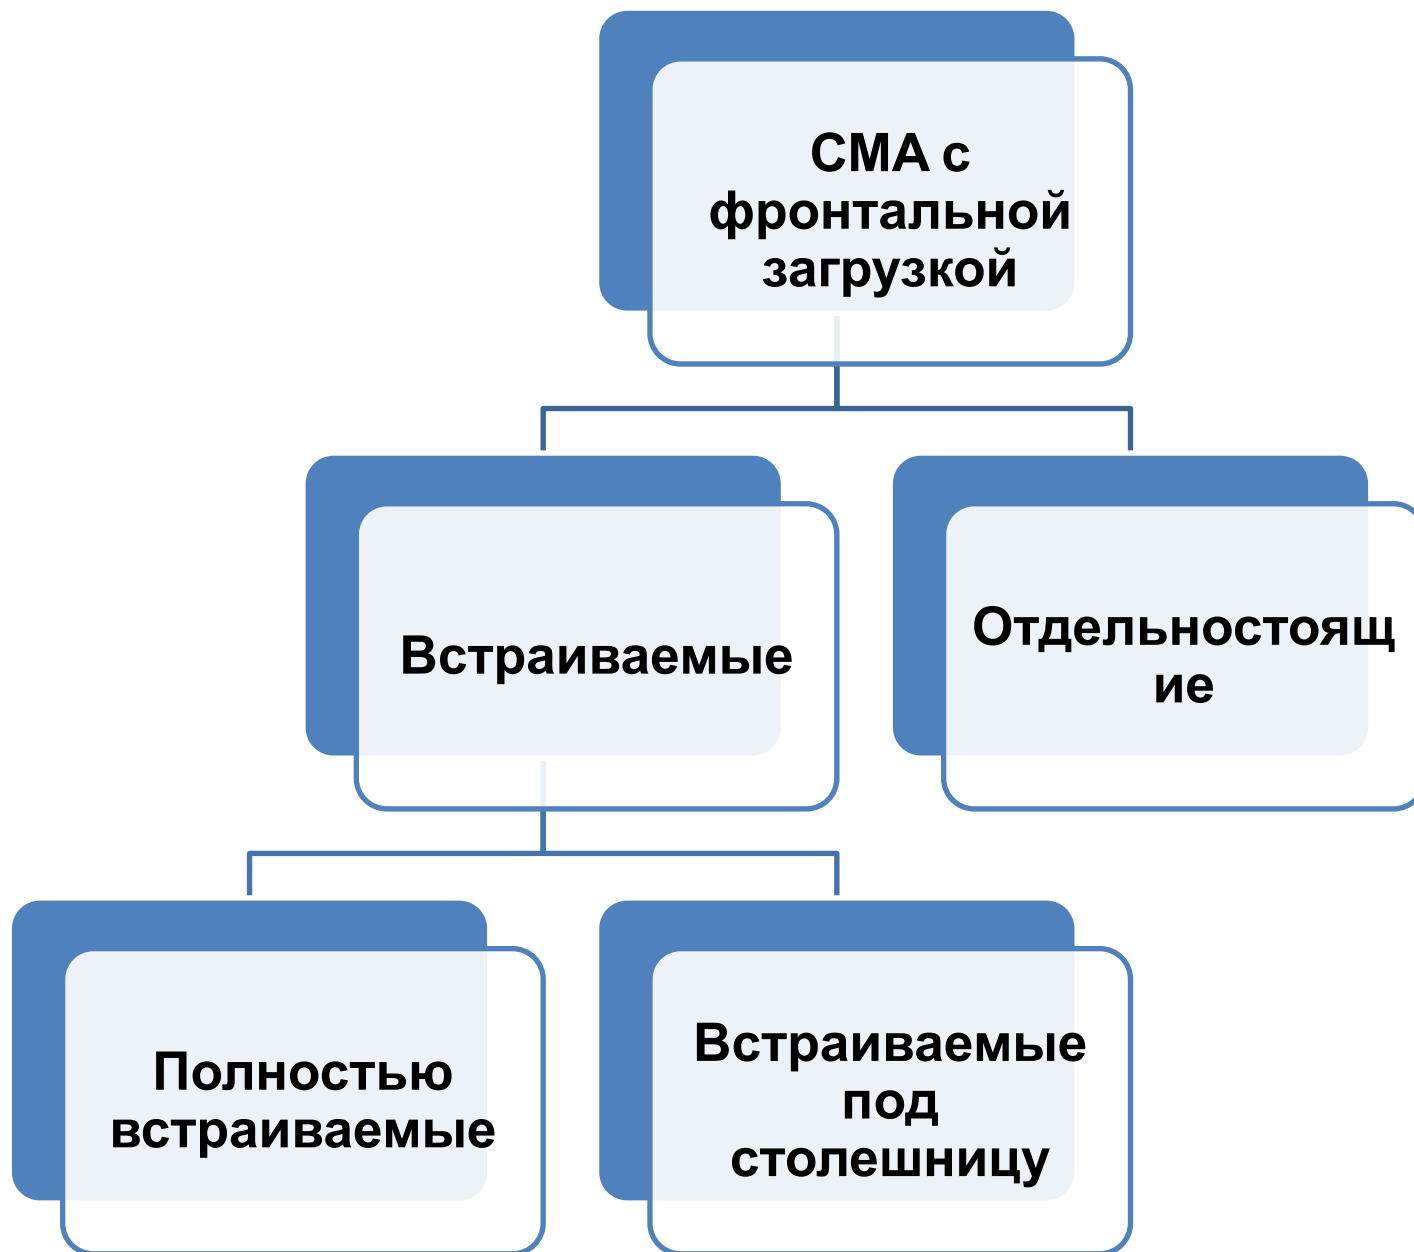 СМА с
фронтальной
загрузкой
Встраиваемые
Отдельностоящ
ие
Полностью
встраиваемые
Встраиваемые
под
столешницу